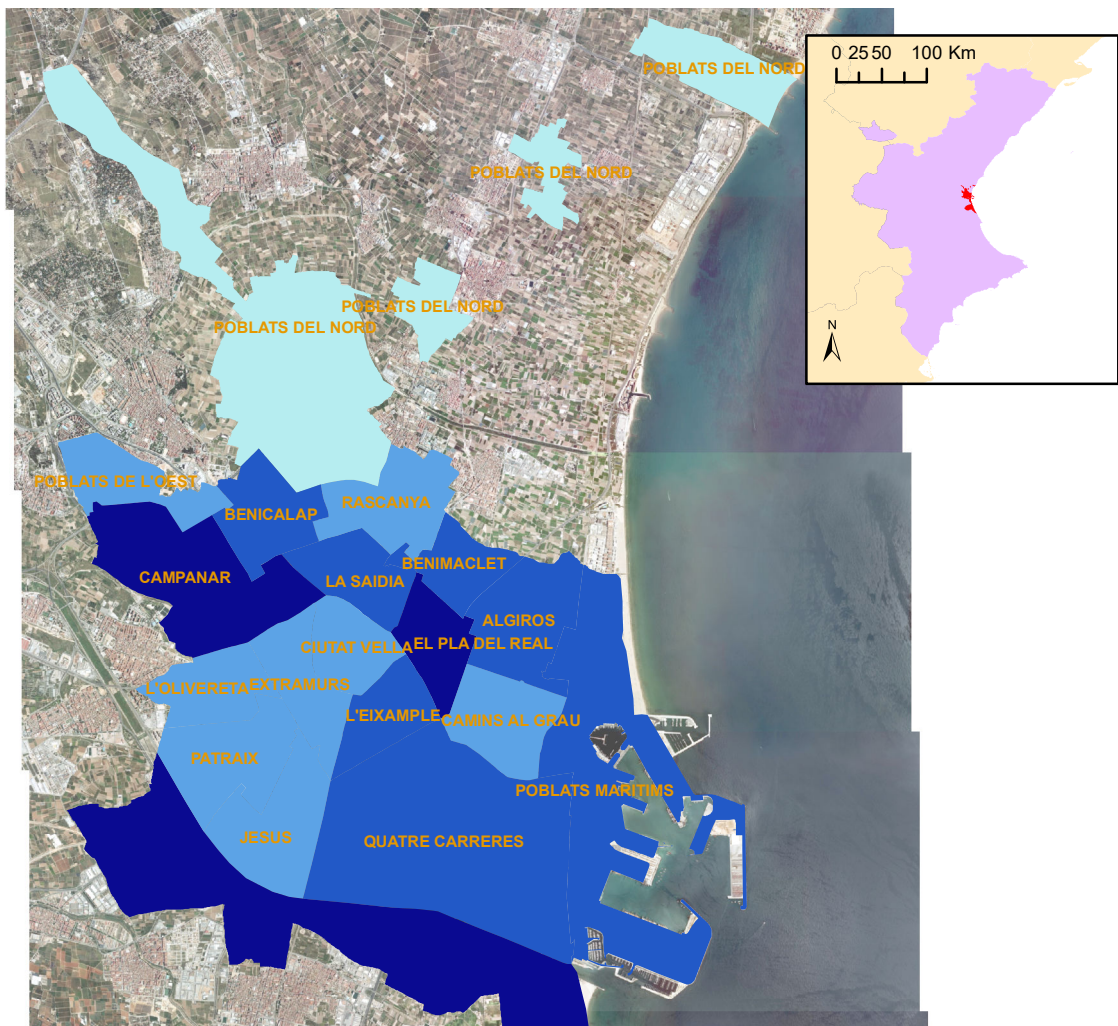 POBLATS DEL NORD
0 25 50 100 Km
POBLATS DEL NORD
N
POBLATS DEL NORD
POBLATS DEL NORD
POBLATS DE L'OEST
RASCANYA
BENICALAP
BENIMACLET
CAMPANAR
LA SAIDIA
ALGIROS
CIUTAT VELLA
EL PLA DEL REAL
L'OLIVERETA
EXTRAMURS
L'EIXAMPLE
CAMINS AL GRAU
PATRAIX
POBLATS MARITIMS
JESUS
QUATRE CARRERES